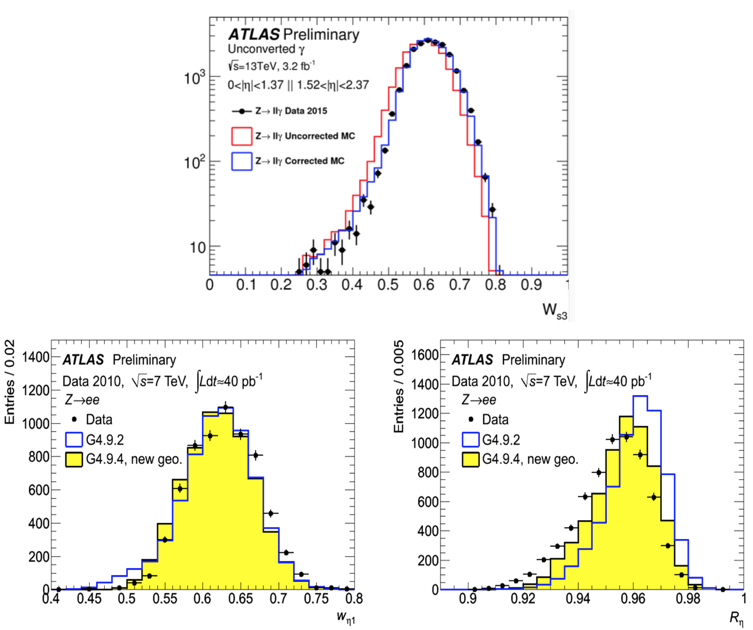 ATLAS Preliminary
Unconverted γ
√s=13TeV, 3.2 fb⁻¹
0<|η|<1.37 || 1.52<|η|<2.37
Z→ llγ Data 2015
Z→ llγ Uncorrected MC
Z→ llγ Corrected MC
10³
10²
10
0 0.1 0.2 0.3 0.4 0.5 0.6 0.7 0.8 0.9 1
W_s3
Entries / 0.02
1400
1200
1000
800
600
400
200
0
ATLAS Preliminary
Data 2010, √s=7 TeV, ∫Ldt≈40 pb⁻¹
Z→ee
Data
G4.9.2
G4.9.4, new geo.
0.4 0.45 0.5 0.55 0.6 0.65 0.7 0.75 0.8
w_η1
Entries / 0.005
1600
1400
1200
1000
800
600
400
200
0
ATLAS Preliminary
Data 2010, √s=7 TeV, ∫Ldt≈40 pb⁻¹
Z→ee
Data
G4.9.2
G4.9.4, new geo.
0.9 0.92 0.94 0.96 0.98 1
R_η